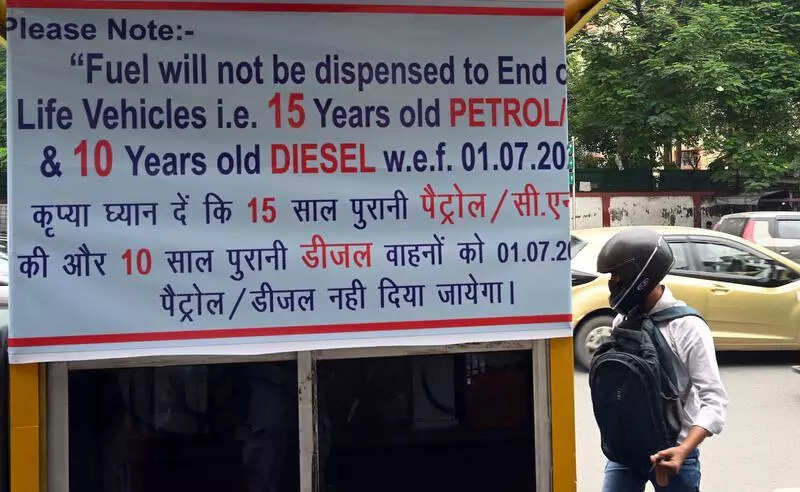 Please Note:-
“Fuel will not be dispensed to End o
Life Vehicles i.e. 15 Years old PETROL/
& 10 Years old DIESEL w.e.f. 01.07.20
कृप्या घ्यान दें कि 15 साल पुरानी पैट्रोल/सी.एन
की और 10 साल पुरानी डीजल वाहनों को 01.07.2
पैट्रोल/डीजल नही दिया जायेगा।